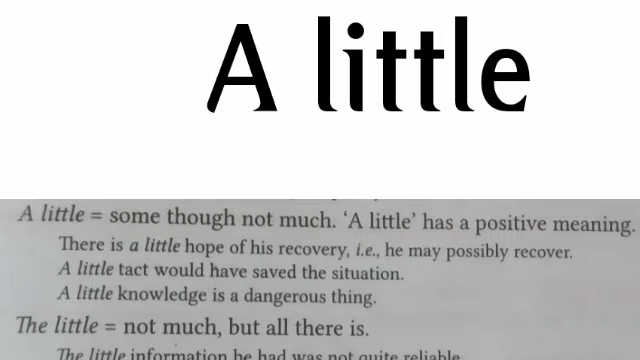 A little
A little = some though not much. 'A little' has a positive meaning.
There is a little hope of his recovery, i.e., he may possibly recover.
A little tact would have saved the situation.
A little knowledge is a dangerous thing.
The little = not much, but all there is.
The little information he had was not quite reliable